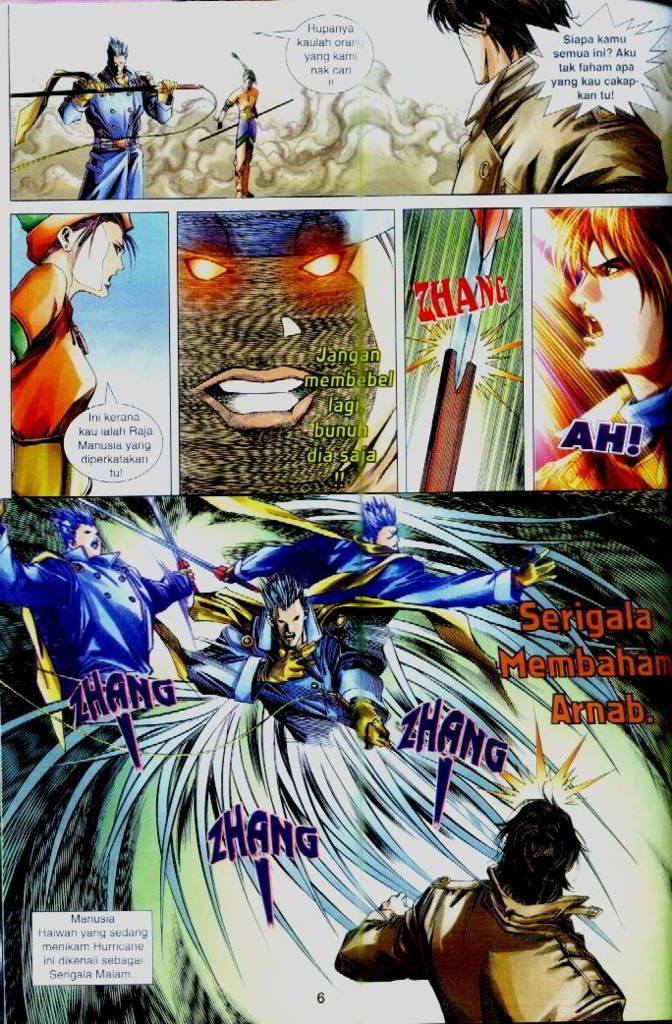 Rupanya
kaulah orang
yang kami
nak cari
!!
Siapa kamu
semua ini? Aku
tak faham apa
yang kau cakap-
kan tu!
Ini kerana
kau ialah Raja
Manusia yang
diperkatakan
tu!
Jangan
membebel
lagi
bunuh
dia saja
!!
ZHANG
AH!
Serigala
Membaham
Arnab.
ZHANG
!
ZHANG
!
ZHANG
!
Manusia
Haiwan yang sedang
menikam Hurricane
ini dikenali sebagai
Serigala Malam..
6